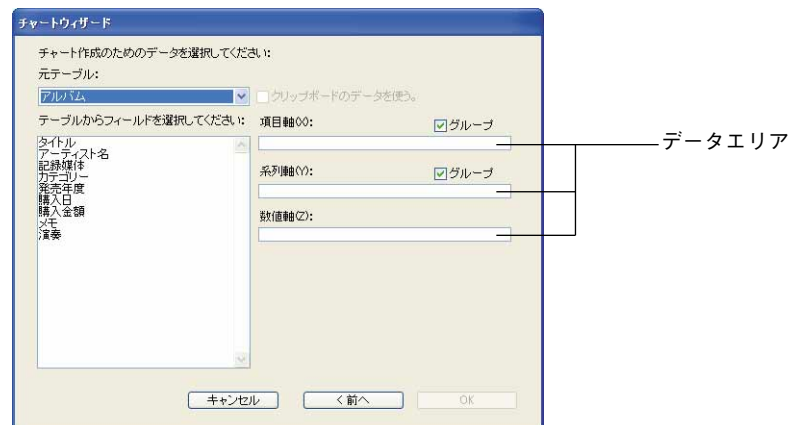 チャートウィザード
チャート作成のためのデータを選択してください:
元テーブル:
アルバム
クリップボードのデータを使う。
テーブルからフィールドを選択してください:
タイトル
アーティスト名
記録媒体
カテゴリー
発売年度
購入日
購入金額
メモ
演奏
項目軸(X):
グループ
系列軸(Y):
グループ
数値軸(Z):
データエリア
キャンセル
< 前へ
OK